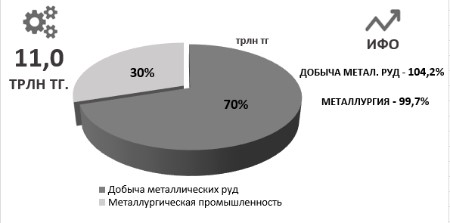 11,0
ТРЛН ТГ.
трлн тг
30%
70%
ИФО
ДОБЫЧА МЕТАЛ. РУД - 104,2%
МЕТАЛЛУРГИЯ - 99,7%
Добыча металлических руд
Металлургическая промышленность